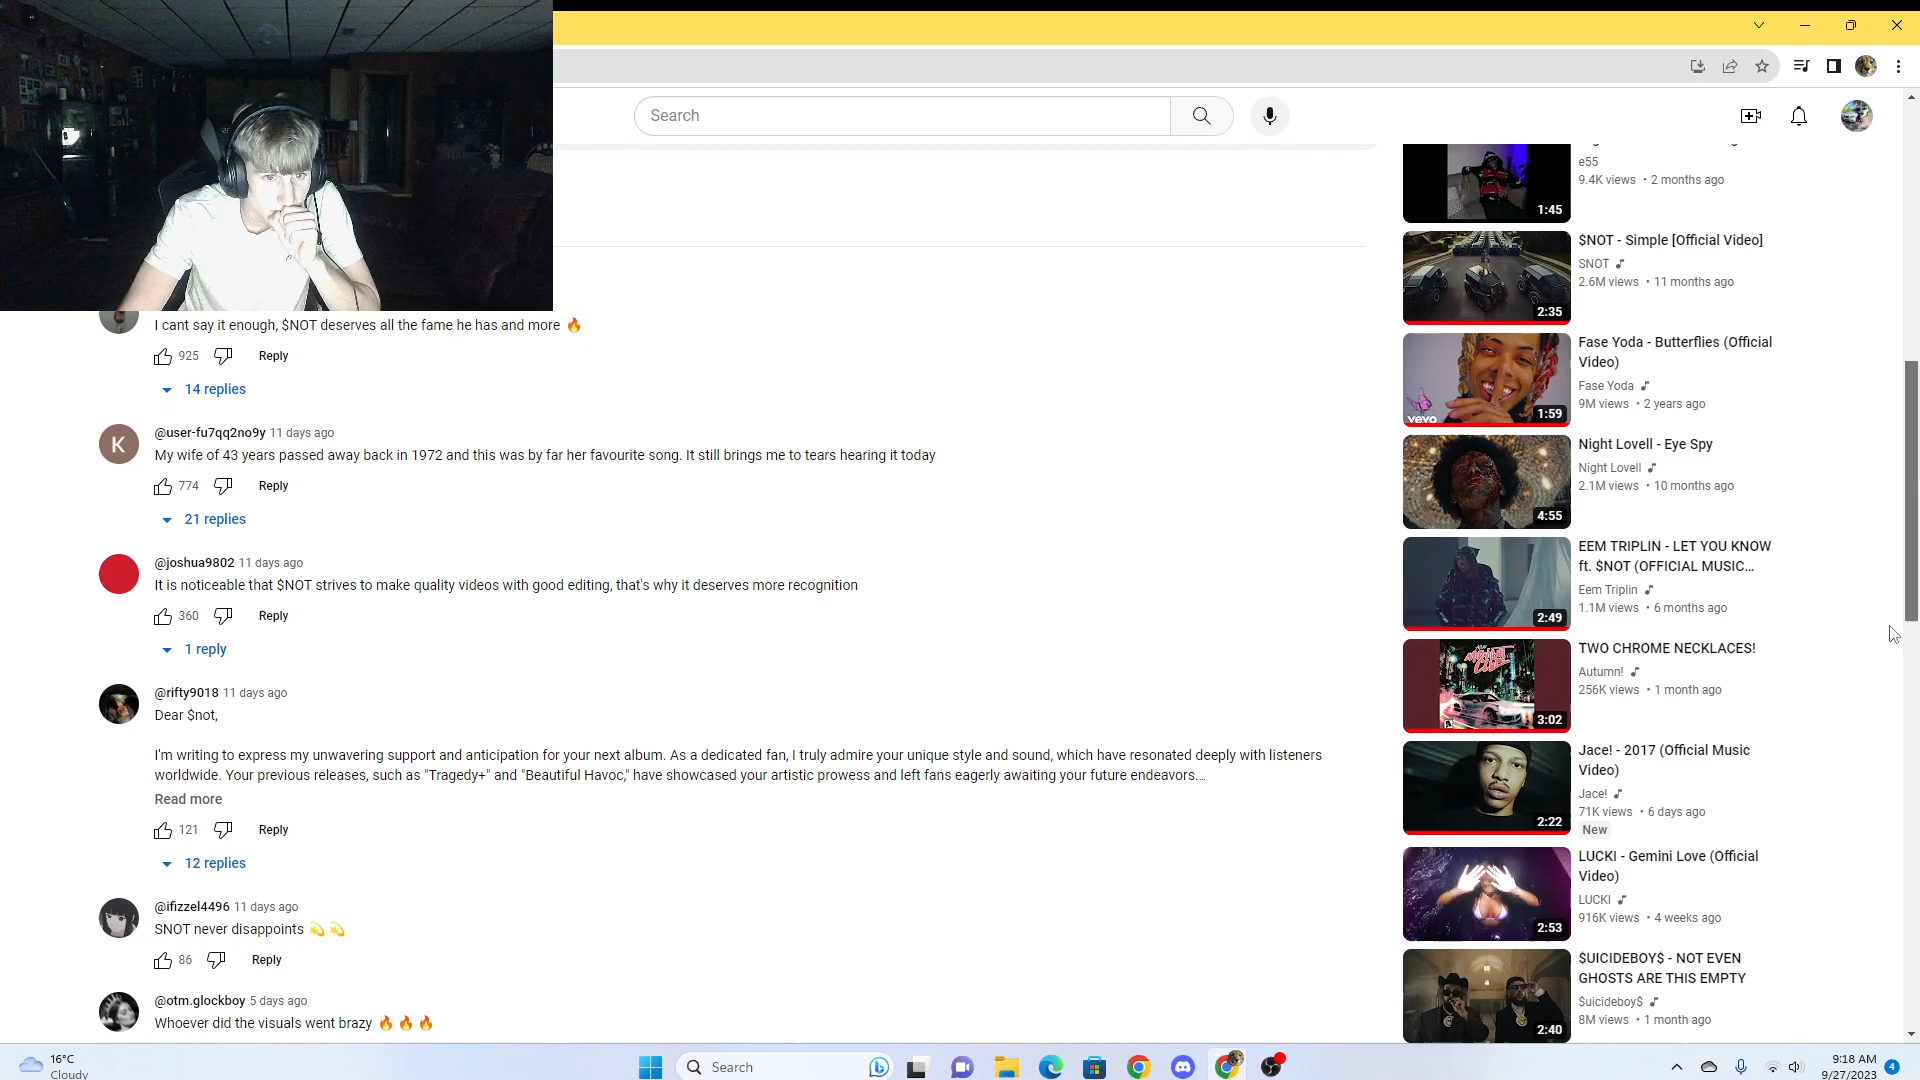 Search
e55
9.4K views • 2 months ago
1:45
$NOT - Simple [Official Video]
SNOT
2.6M views • 11 months ago
2:35
I cant say it enough, $NOT deserves all the fame he has and more 🔥
925 Reply
14 replies
Fase Yoda - Butterflies (Official
Video)
Fase Yoda
9M views • 2 years ago
vevo
1:59
K
@user-fu7qq2no9y 11 days ago
My wife of 43 years passed away back in 1972 and this was by far her favourite song. It still brings me to tears hearing it today
774 Reply
21 replies
Night Lovell - Eye Spy
Night Lovell
2.1M views • 10 months ago
4:55
@joshua9802 11 days ago
It is noticeable that $NOT strives to make quality videos with good editing, that's why it deserves more recognition
360 Reply
1 reply
EEM TRIPLIN - LET YOU KNOW
ft. $NOT (OFFICIAL MUSIC...
Eem Triplin
1.1M views • 6 months ago
2:49
@rifty9018 11 days ago
Dear $not,
I'm writing to express my unwavering support and anticipation for your next album. As a dedicated fan, I truly admire your unique style and sound, which have resonated deeply with listeners
worldwide. Your previous releases, such as "Tragedy+" and "Beautiful Havoc," have showcased your artistic prowess and left fans eagerly awaiting your future endeavors....
Read more
121 Reply
12 replies
TWO CHROME NECKLACES!
Autumn!
256K views • 1 month ago
MIDNIGHT
CLUB
3:02
Jace! - 2017 (Official Music
Video)
Jace!
71K views • 6 days ago
New
2:22
@ifizzel4496 11 days ago
SNOT never disappoints 💫 💫
86 Reply
LUCKI - Gemini Love (Official
Video)
LUCKI
916K views • 4 weeks ago
2:53
@otm.glockboy 5 days ago
Whoever did the visuals went brazy 🔥 🔥 🔥
$UICIDEBOY$ - NOT EVEN
GHOSTS ARE THIS EMPTY
$uicideboy$
8M views • 1 month ago
2:40
16°C
Cloudy
Search
9:18 AM
9/27/2023
4